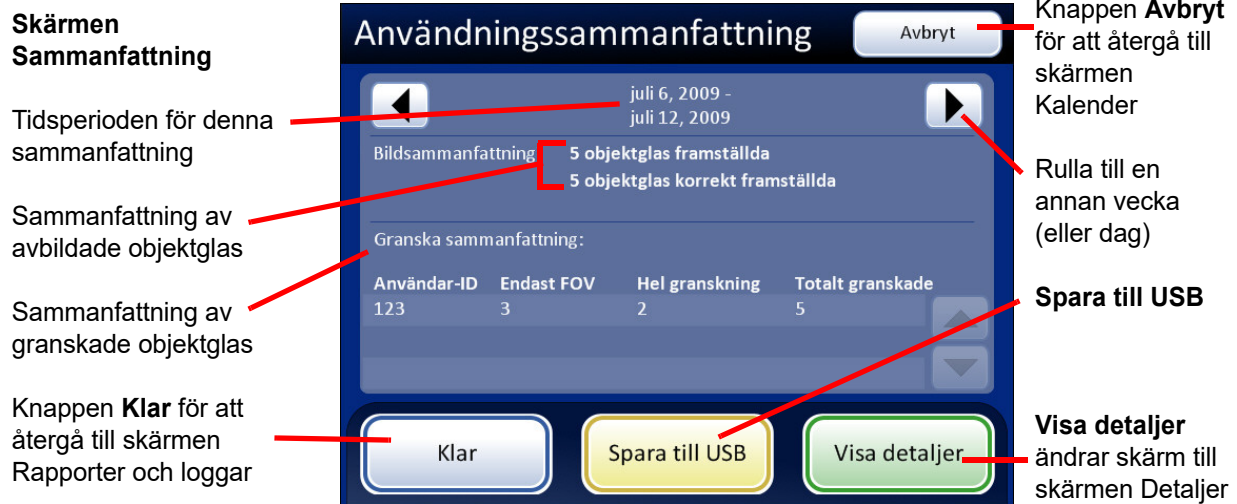 Skärmen
Sammanfattning
Tidsperioden för denna
sammanfattning
Sammanfattning av
avbildade objektglas
Sammanfattning av
granskade objektglas
Knappen Klar för att
återgå till skärmen
Rapporter och loggar
Användningssammanfattning
Avbryt
juli 6, 2009 -
juli 12, 2009
Bildsammanfattning
5 objektglas framställda
5 objektglas korrekt framställda
Granska sammanfattning:
Användar-ID Endast FOV Hel granskning Totalt granskade
123 3 2 5
Klar
Spara till USB
Visa detaljer
Knappen Avbryt
för att återgå till
skärmen
Kalender
Rulla till en
annan vecka
(eller dag)
Spara till USB
Visa detaljer
ändrar skärm till
skärmen Detaljer